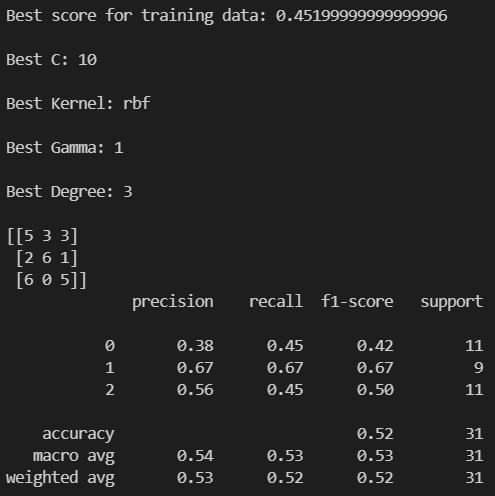 Best score for training data: 0.45199999999999996
Best C: 10
Best Kernel: rbf
Best Gamma: 1
Best Degree: 3
[[5 3 3]
 [2 6 1]
 [6 0 5]]
              precision    recall  f1-score   support
           0       0.38      0.45      0.42        11
           1       0.67      0.67      0.67         9
           2       0.56      0.45      0.50        11
    accuracy                           0.52        31
   macro avg       0.54      0.53      0.53        31
weighted avg       0.53      0.52      0.52        31